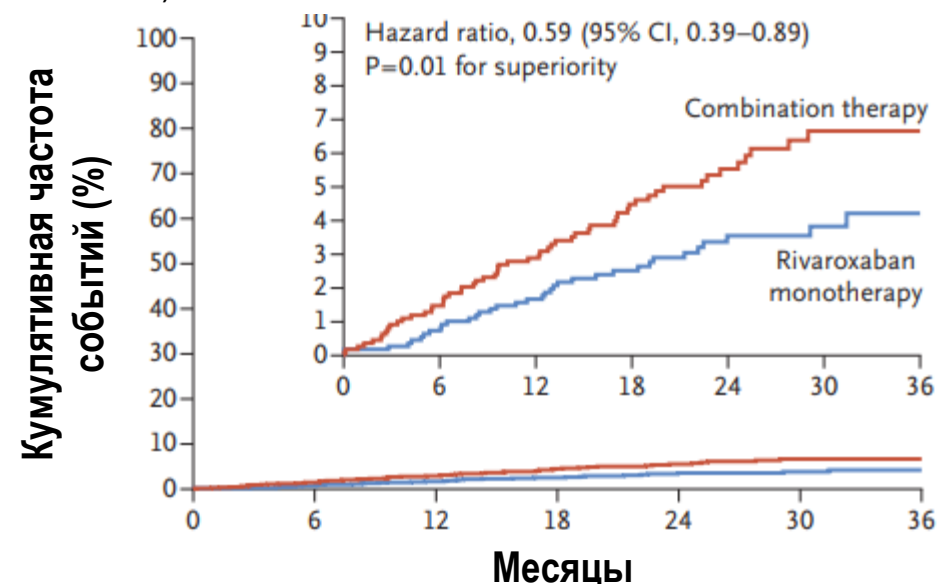 Hazard ratio, 0.59 (95% CI, 0.39–0.89)
P=0.01 for superiority
Combination therapy
Rivaroxaban
monotherapy
10
9
8
7
6
5
4
3
2
1
0
0 6 12 18 24 30 36
Кумулятивная частота
событий (%)
100
90
80
70
60
50
40
30
20
10
0
0 6 12 18 24 30 36
Месяцы